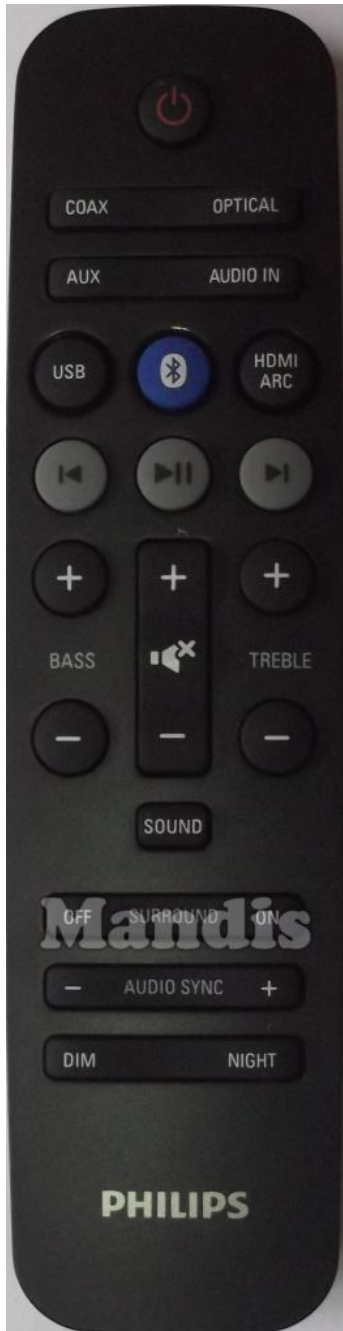 COAX OPTICAL
AUX AUDIO IN
USB HDMI
ARC
+ + +
BASS TREBLE
- - -
SOUND
OFF SURROUND ON
Mandis
- AUDIO SYNC +
DIM NIGHT
PHILIPS